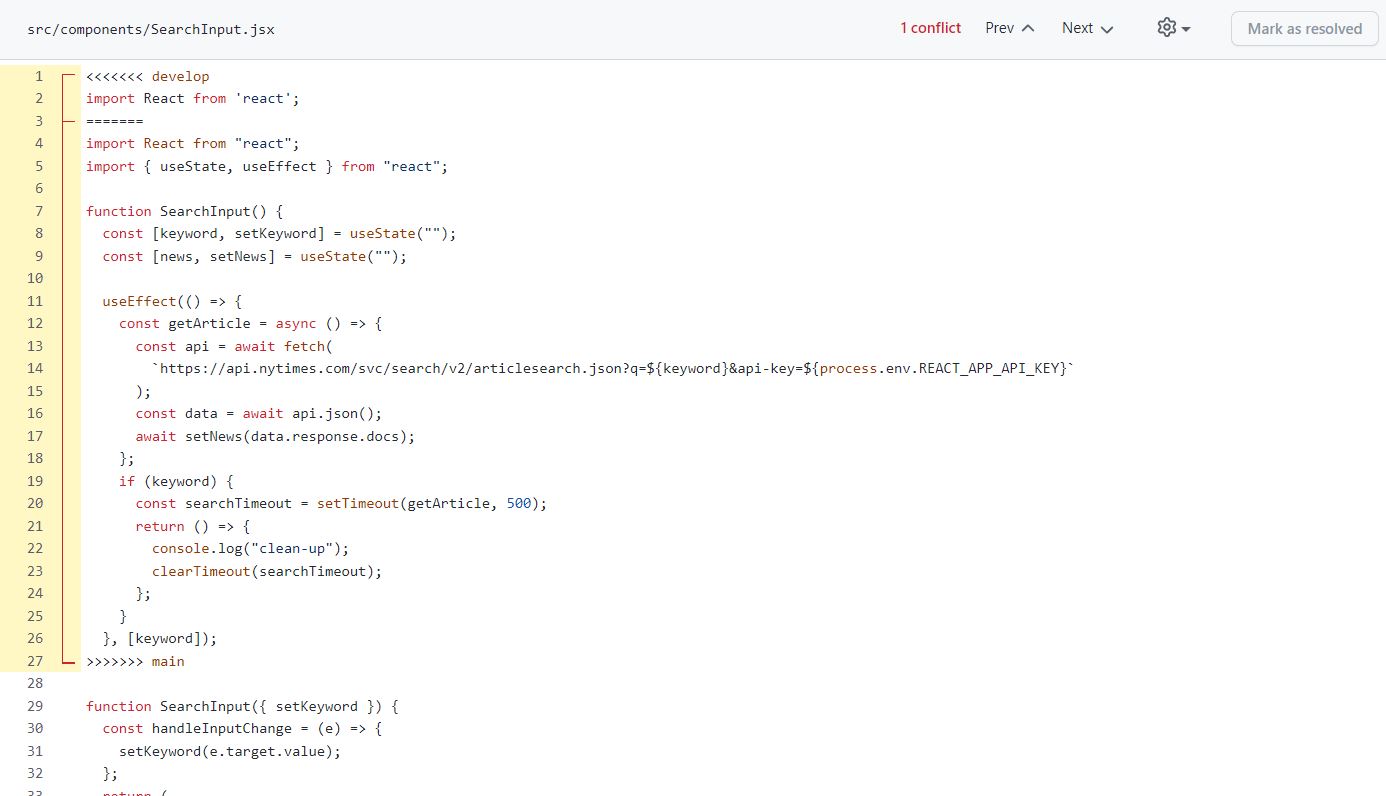 src/components/SearchInput.jsx
1 conflict Prev Next Mark as resolved
1 <<<<<<< develop
2 import React from 'react';
3 =======
4 import React from "react";
5 import { useState, useEffect } from "react";
6
7 function SearchInput() {
8   const [keyword, setKeyword] = useState("");
9   const [news, setNews] = useState("");
10
11   useEffect(() => {
12     const getArticle = async () => {
13       const api = await fetch(
14         `https://api.nytimes.com/svc/search/v2/articlesearch.json?q=${keyword}&api-key=${process.env.REACT_APP_API_KEY}`
15       );
16       const data = await api.json();
17       await setNews(data.response.docs);
18     };
19     if (keyword) {
20       const searchTimeout = setTimeout(getArticle, 500);
21       return () => {
22         console.log("clean-up");
23         clearTimeout(searchTimeout);
24       };
25     }
26   }, [keyword]);
27 >>>>>>> main
28
29 function SearchInput({ setKeyword }) {
30   const handleInputChange = (e) => {
31     setKeyword(e.target.value);
32   };
33   return (